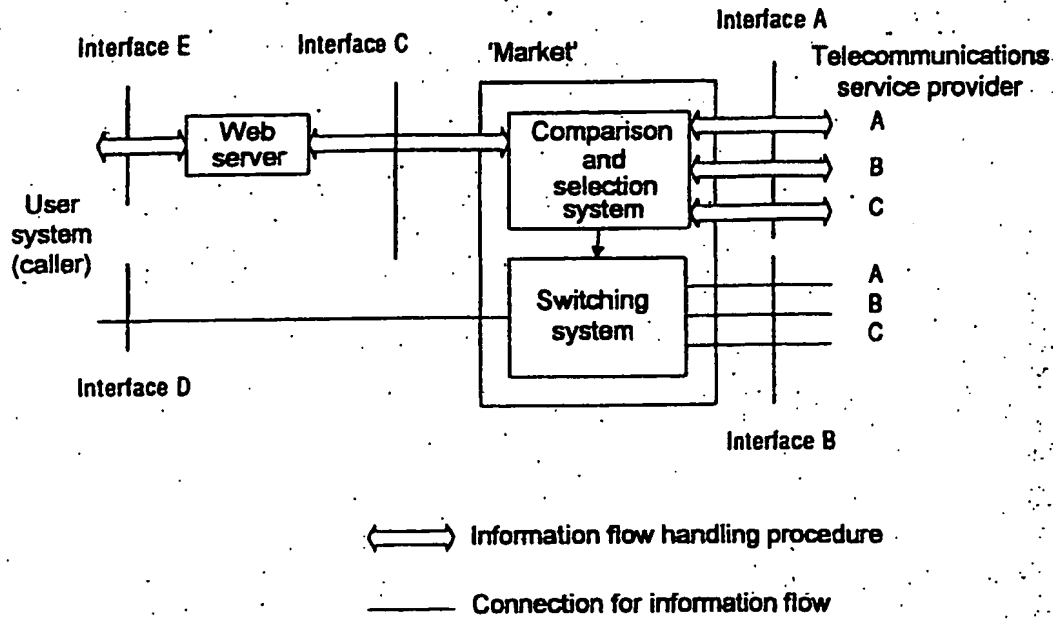 Interface A
Interface E
Interface C
'Market'
Telecommunications
service provider
Web
server
Comparison
and
selection
system
A
B
C
User
system
(caller)
Switching
system
A
B
C
Interface D
Interface B
Information flow handling procedure
Connection for information flow